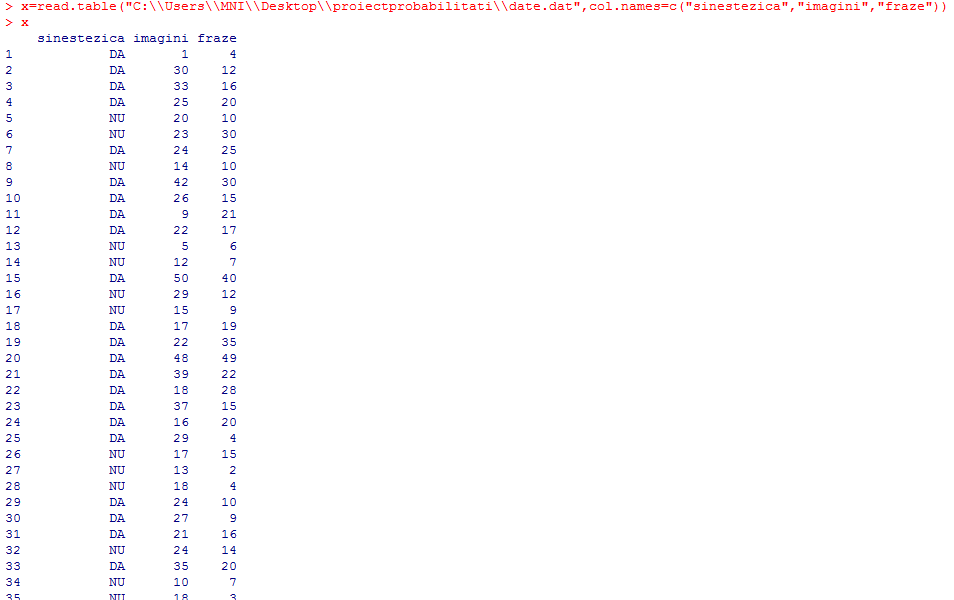 > x=read.table("C:\\Users\\MNI\\Desktop\\proiectprobabilitati\\date.dat",col.names=c("sinestezica","imagini","fraze"))
> x
sinestezica imagini fraze
1 DA 1 4
2 DA 30 12
3 DA 33 16
4 DA 25 20
5 NU 20 10
6 NU 23 30
7 DA 24 25
8 NU 14 10
9 DA 42 30
10 DA 26 15
11 DA 9 21
12 DA 22 17
13 NU 5 6
14 NU 12 7
15 DA 50 40
16 NU 29 12
17 NU 15 9
18 DA 17 19
19 DA 22 35
20 DA 48 49
21 DA 39 22
22 DA 18 28
23 DA 37 15
24 DA 16 20
25 DA 29 4
26 NU 17 15
27 NU 13 2
28 NU 18 4
29 DA 24 10
30 DA 27 9
31 DA 21 16
32 NU 24 14
33 DA 35 20
34 NU 10 7
35 NU 18 3